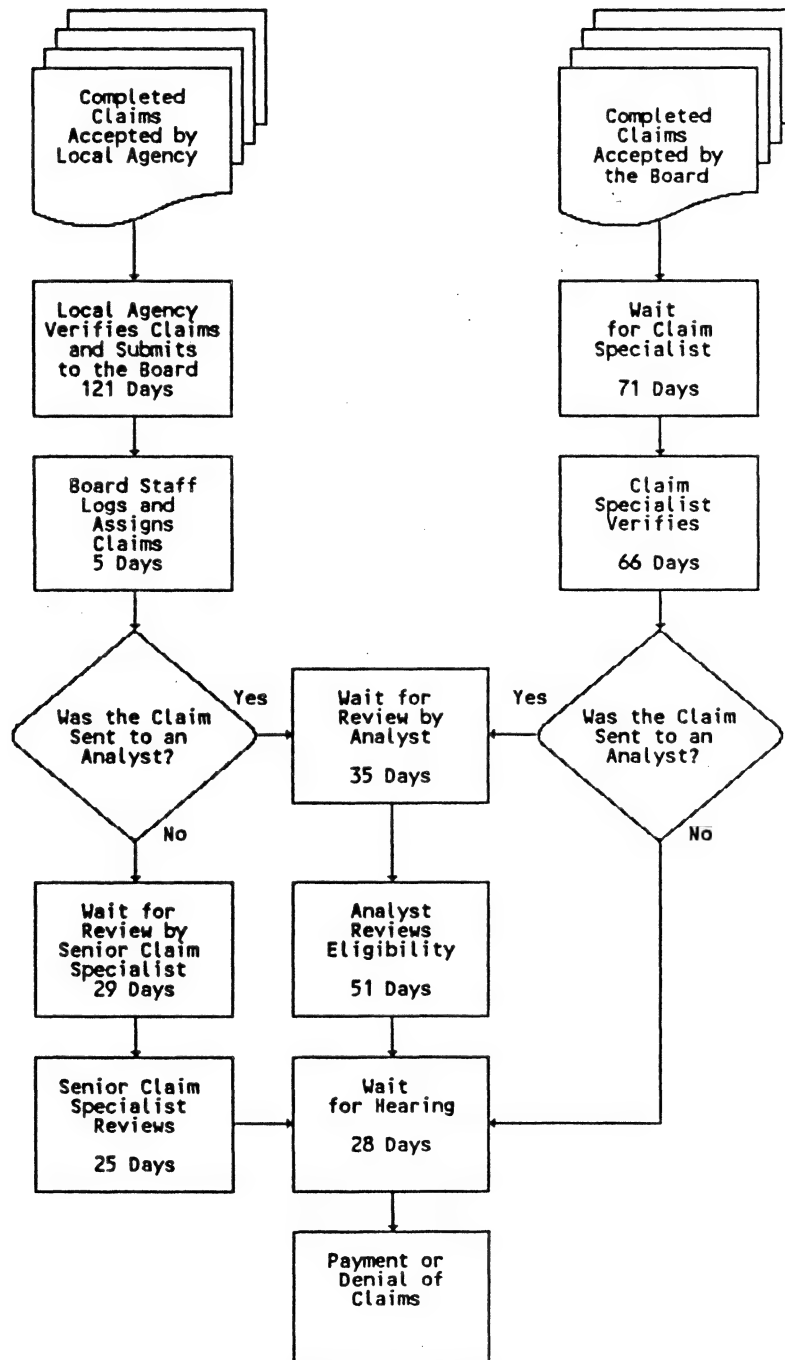 Completed
Claims
Accepted by
Local Agency
Completed
Claims
Accepted by
the Board
Local Agency
Verifies Claims
and Submits
to the Board
121 Days
Wait
for Claim
Specialist
71 Days
Board Staff
Logs and
Assigns
Claims
5 Days
Claim
Specialist
Verifies
66 Days
Was the Claim
Sent to an
Analyst?
Yes
Wait for
Review by
Analyst
35 Days
Yes
Was the Claim
Sent to an
Analyst?
No
No
Wait for
Review by
Senior Claim
Specialist
29 Days
Analyst
Reviews
Eligibility
51 Days
Senior Claim
Specialist
Reviews
25 Days
Wait
for Hearing
28 Days
Payment or
Denial of
Claims